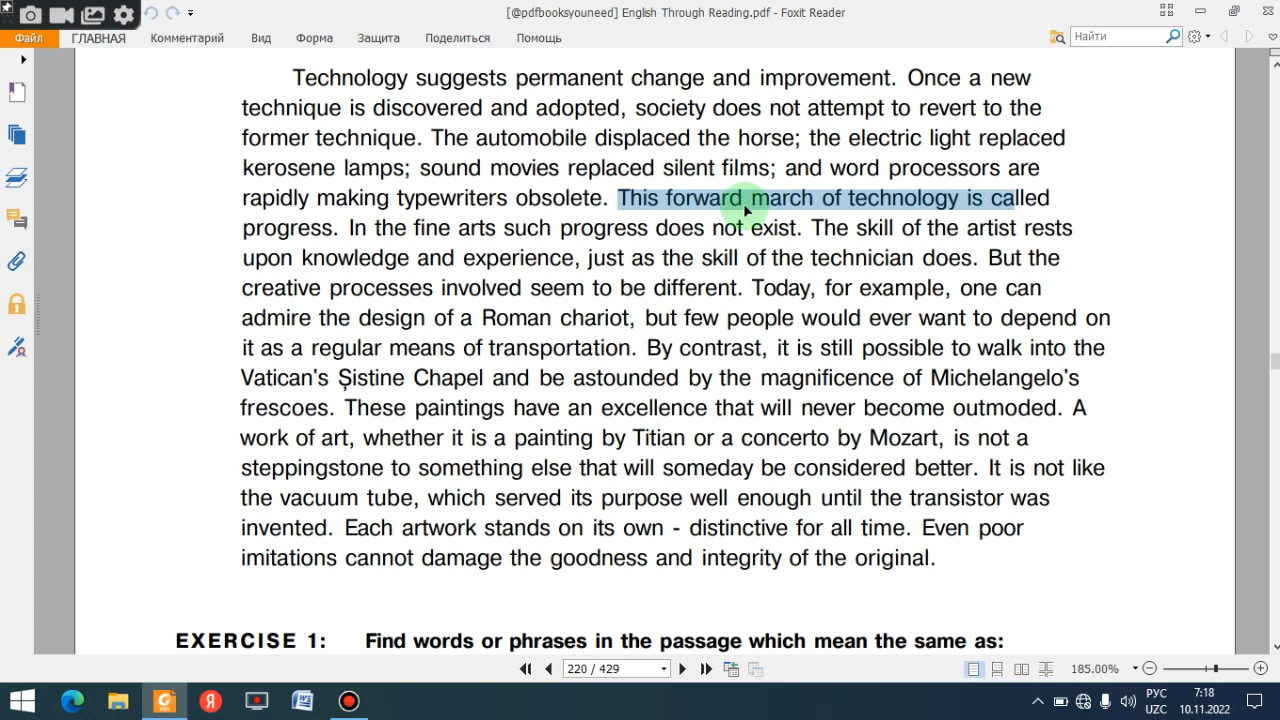 [@pdfbooksyouneed] English Through Reading.pdf - Foxit Reader
Файл ГЛАВНАЯ Комментарий Вид Форма Защита Поделиться Помощь Найти
Technology suggests permanent change and improvement. Once a new
technique is discovered and adopted, society does not attempt to revert to the
former technique. The automobile displaced the horse; the electric light replaced
kerosene lamps; sound movies replaced silent films; and word processors are
rapidly making typewriters obsolete. This forward march of technology is called
progress. In the fine arts such progress does not exist. The skill of the artist rests
upon knowledge and experience, just as the skill of the technician does. But the
creative processes involved seem to be different. Today, for example, one can
admire the design of a Roman chariot, but few people would ever want to depend on
it as a regular means of transportation. By contrast, it is still possible to walk into the
Vatican's Șistine Chapel and be astounded by the magnificence of Michelangelo's
frescoes. These paintings have an excellence that will never become outmoded. A
work of art, whether it is a painting by Titian or a concerto by Mozart, is not a
steppingstone to something else that will someday be considered better. It is not like
the vacuum tube, which served its purpose well enough until the transistor was
invented. Each artwork stands on its own - distinctive for all time. Even poor
imitations cannot damage the goodness and integrity of the original.
EXERCISE 1: Find words or phrases in the passage which mean the same as:
220 / 429 185.00%
РУС 7:18
UZC 10.11.2022